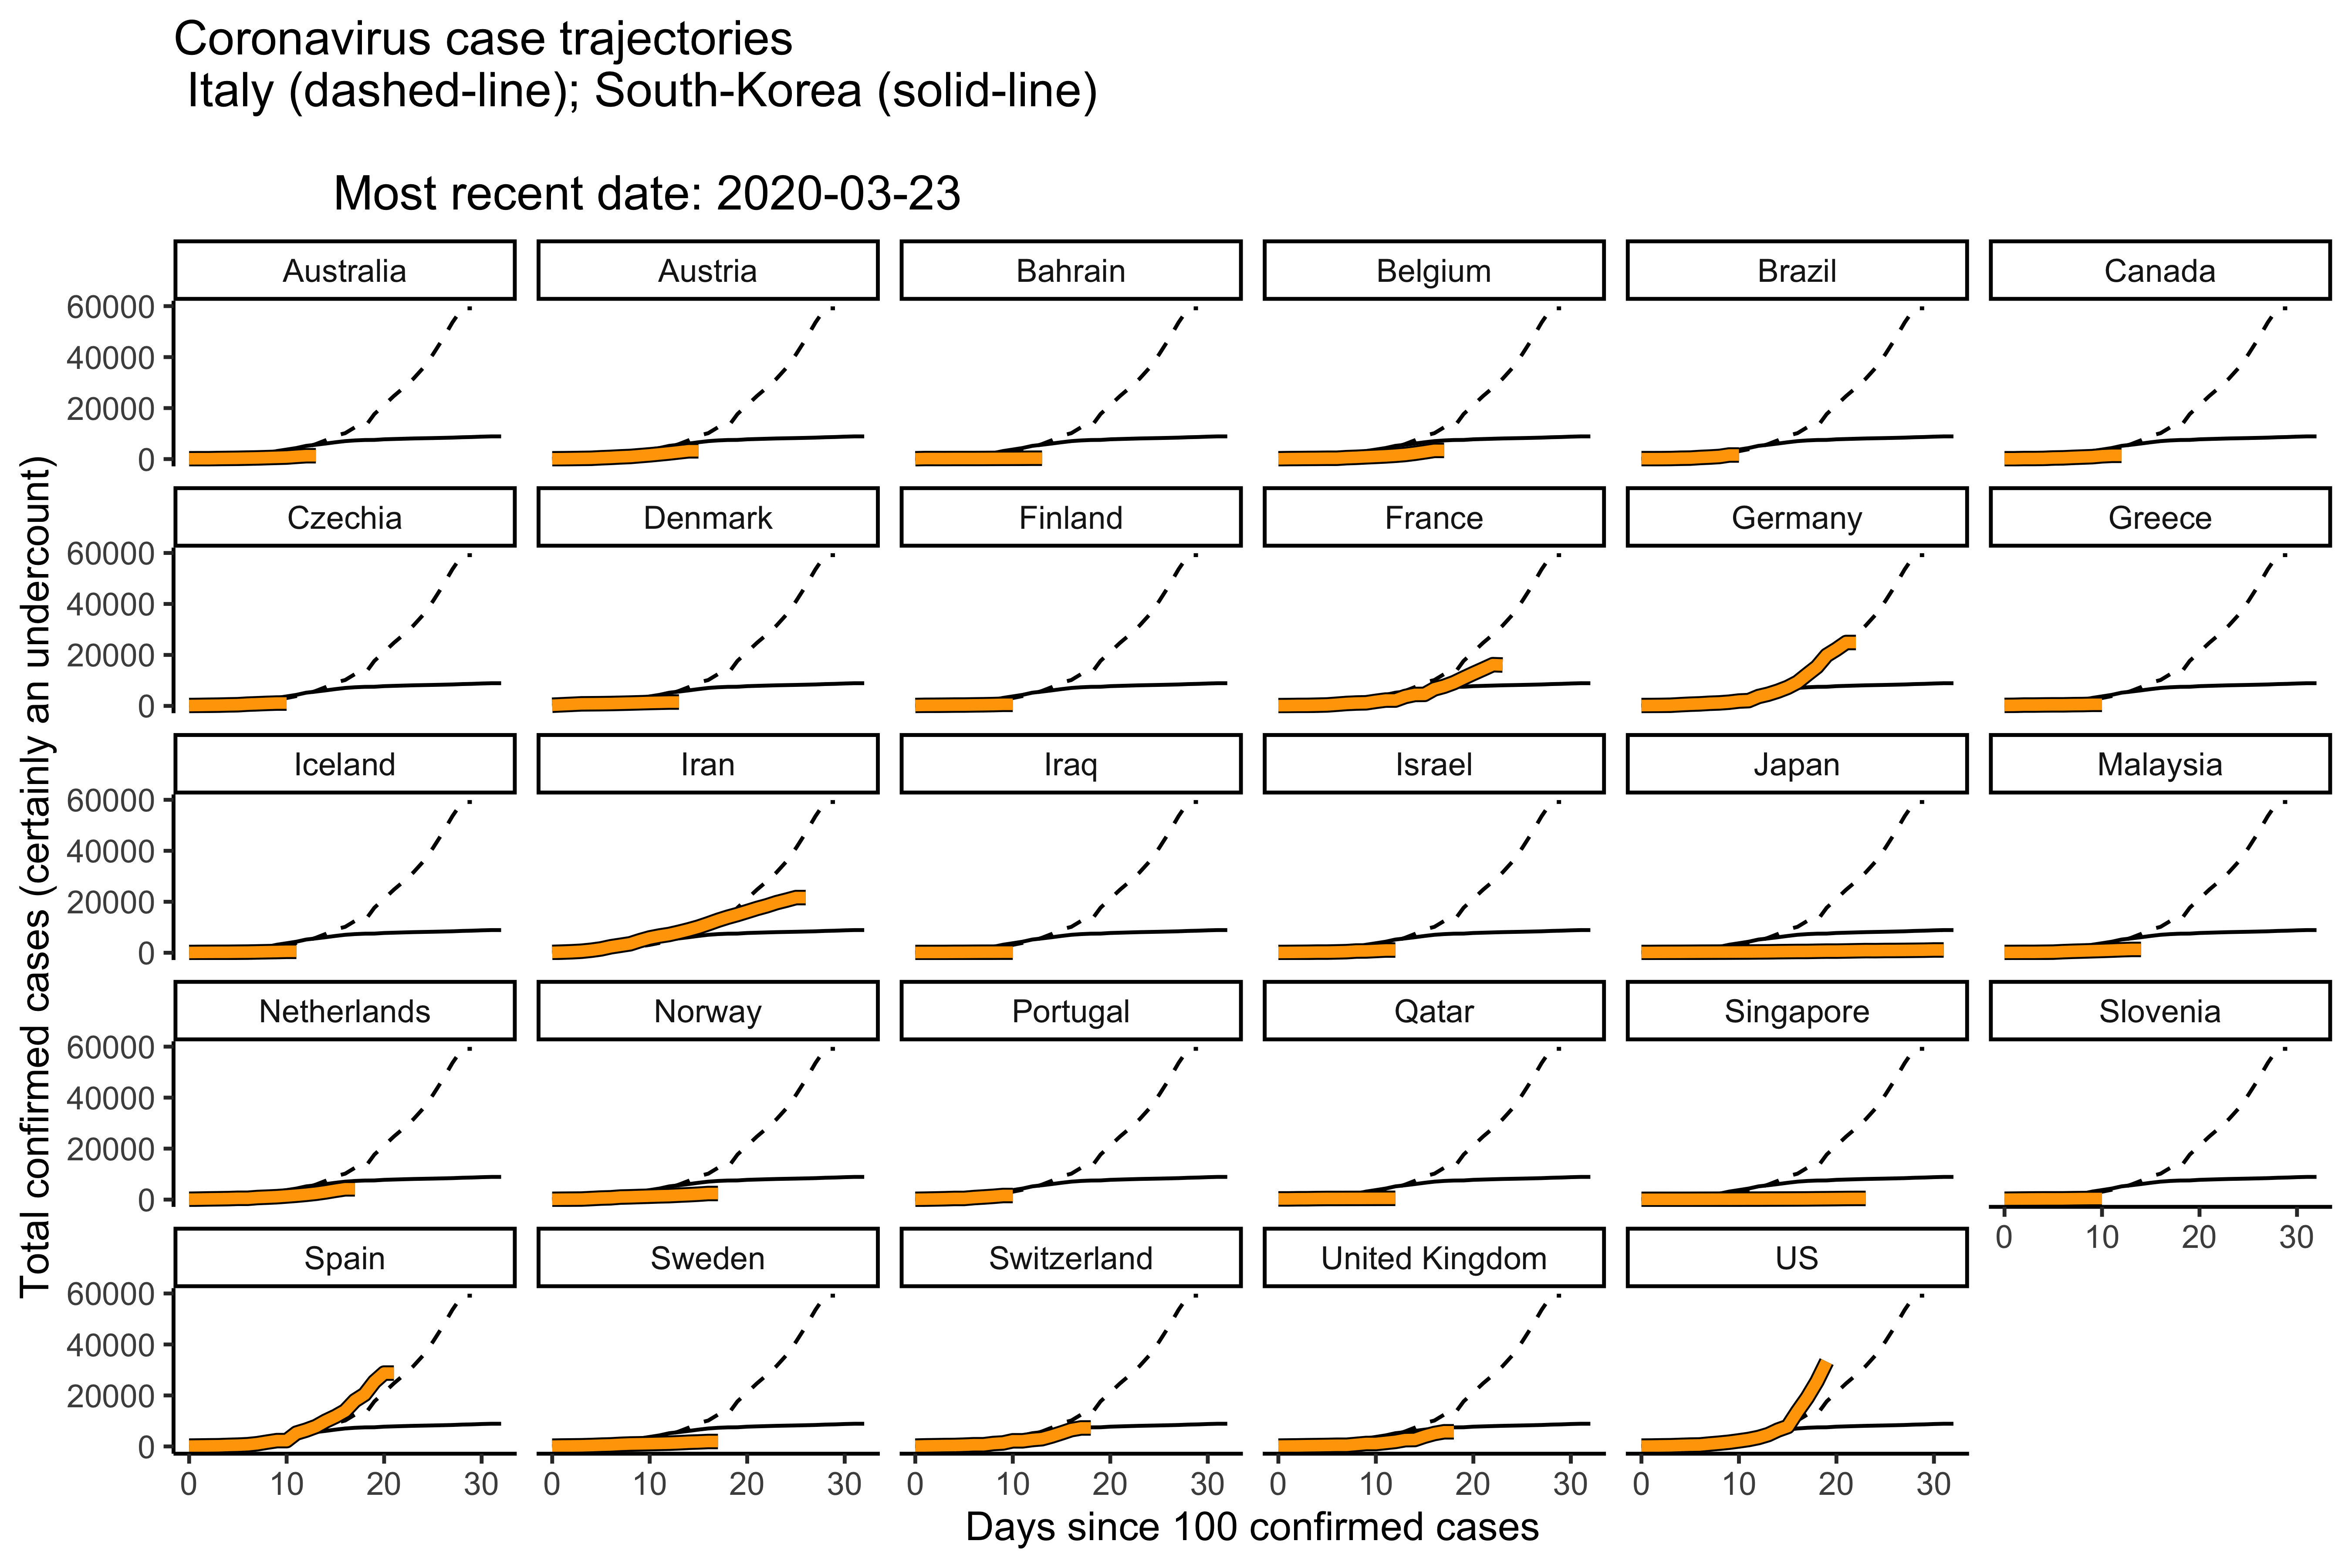 Coronavirus case trajectories
Italy (dashed-line); South-Korea (solid-line)
Most recent date: 2020-03-23
Total confirmed cases (certainly an undercount)
Australia
Austria
Bahrain
Belgium
Brazil
Canada
60000
40000
20000
0
Czechia
Denmark
Finland
France
Germany
Greece
60000
40000
20000
0
Iceland
Iran
Iraq
Israel
Japan
Malaysia
60000
40000
20000
0
Netherlands
Norway
Portugal
Qatar
Singapore
Slovenia
60000
40000
20000
0
0 10 20 30
Spain
Sweden
Switzerland
United Kingdom
US
60000
40000
20000
0
0 10 20 30
0 10 20 30
0 10 20 30
0 10 20 30
0 10 20 30
Days since 100 confirmed cases